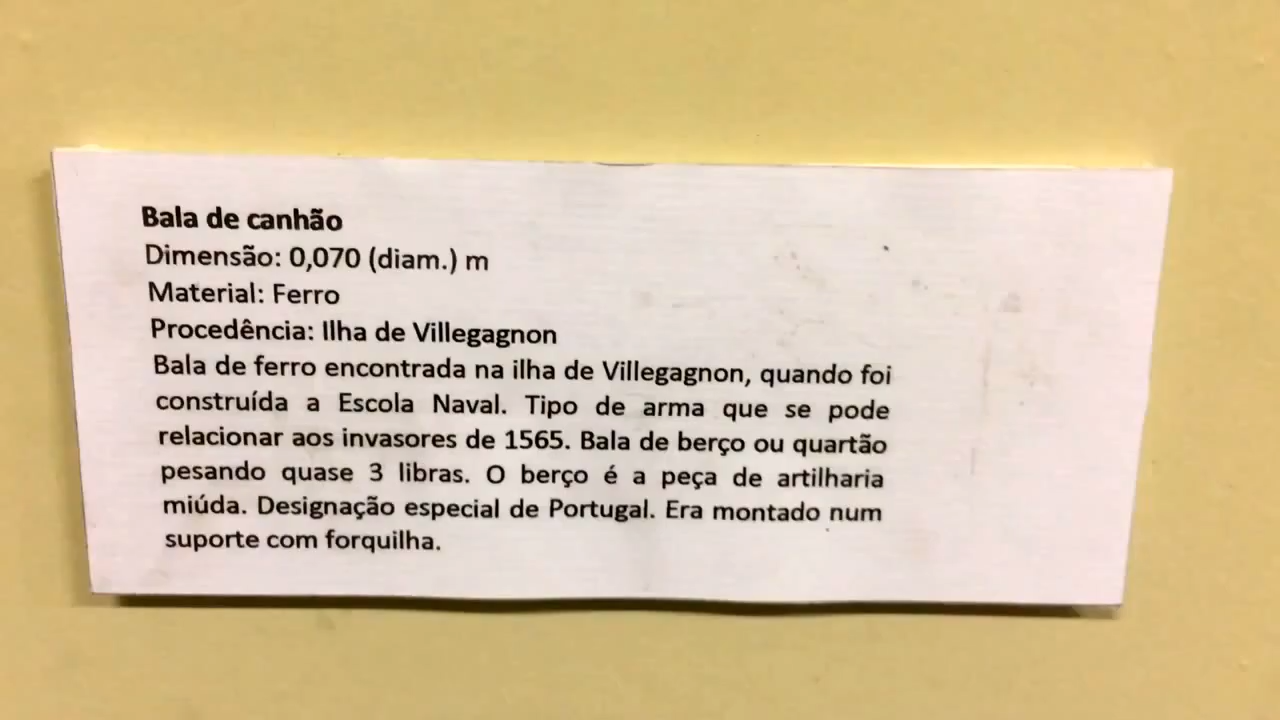 Bala de canhão
Dimensão: 0,070 (diam.) m
Material: Ferro
Procedência: Ilha de Villegagnon
Bala de ferro encontrada na ilha de Villegagnon, quando foi
construída a Escola Naval. Tipo de arma que se pode
relacionar aos invasores de 1565. Bala de berço ou quartão
pesando quase 3 libras. O berço é a peça de artilharia
miúda. Designação especial de Portugal. Era montado num
suporte com forquilha.